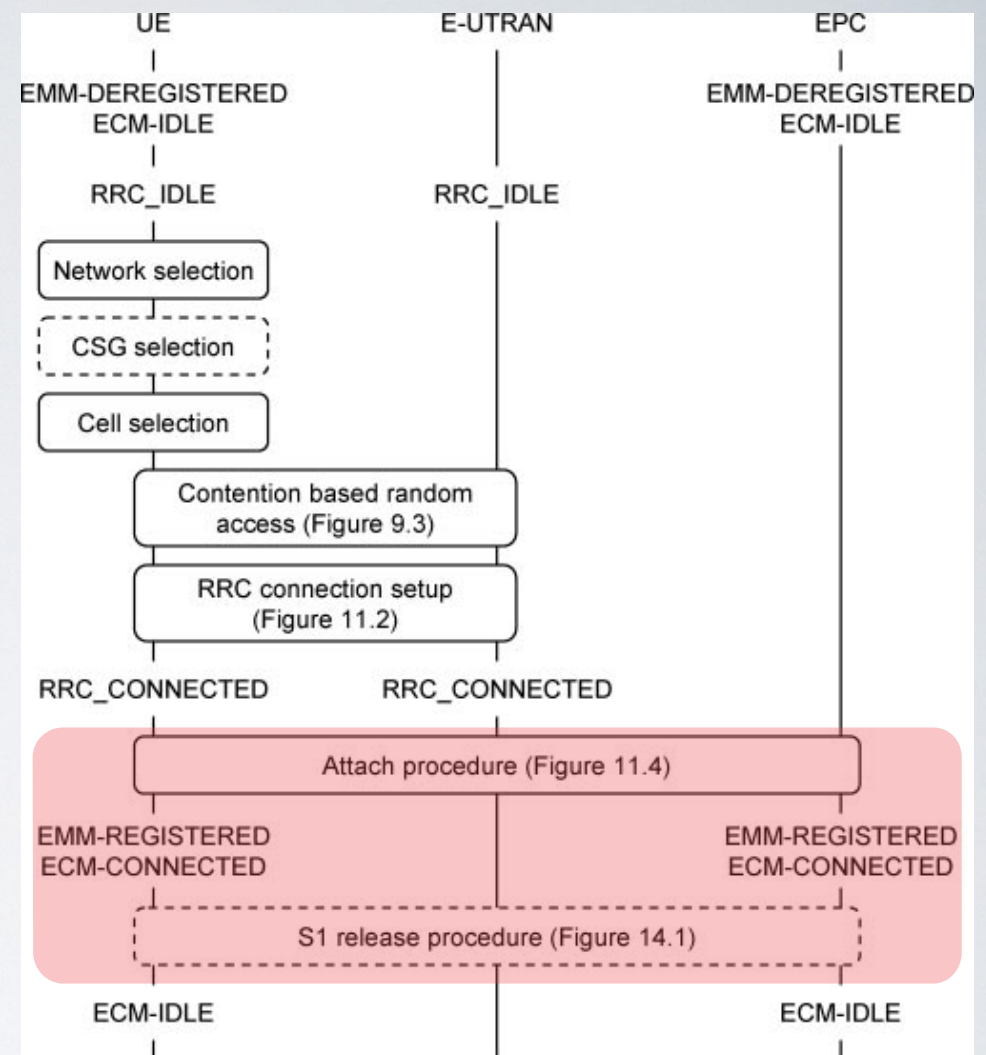 UE E-UTRAN EPC
EMM-DEREGISTERED EMM-DEREGISTERED
ECM-IDLE ECM-IDLE
RRC_IDLE RRC_IDLE
Network selection
CSG selection
Cell selection
Contention based random
access (Figure 9.3)
RRC connection setup
(Figure 11.2)
RRC_CONNECTED RRC_CONNECTED
Attach procedure (Figure 11.4)
EMM-REGISTERED EMM-REGISTERED
ECM-CONNECTED ECM-CONNECTED
S1 release procedure (Figure 14.1)
ECM-IDLE ECM-IDLE